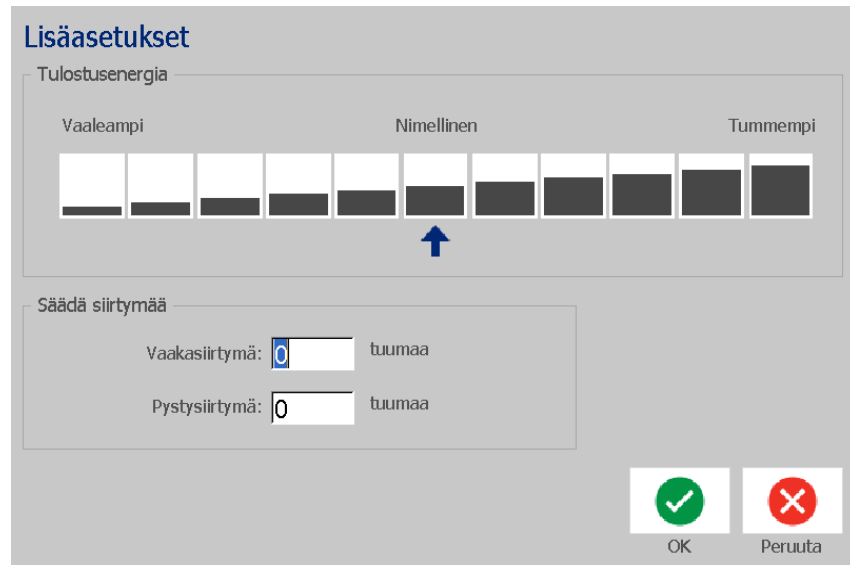 Lisäasetukset
Tulostusenergia
Vaaleampi Nimellinen Tummempi
Säädä siirtymää
Vaakasiirtymä: 0 tuumaa
Pystysiirtymä: 0 tuumaa
OK Peruuta